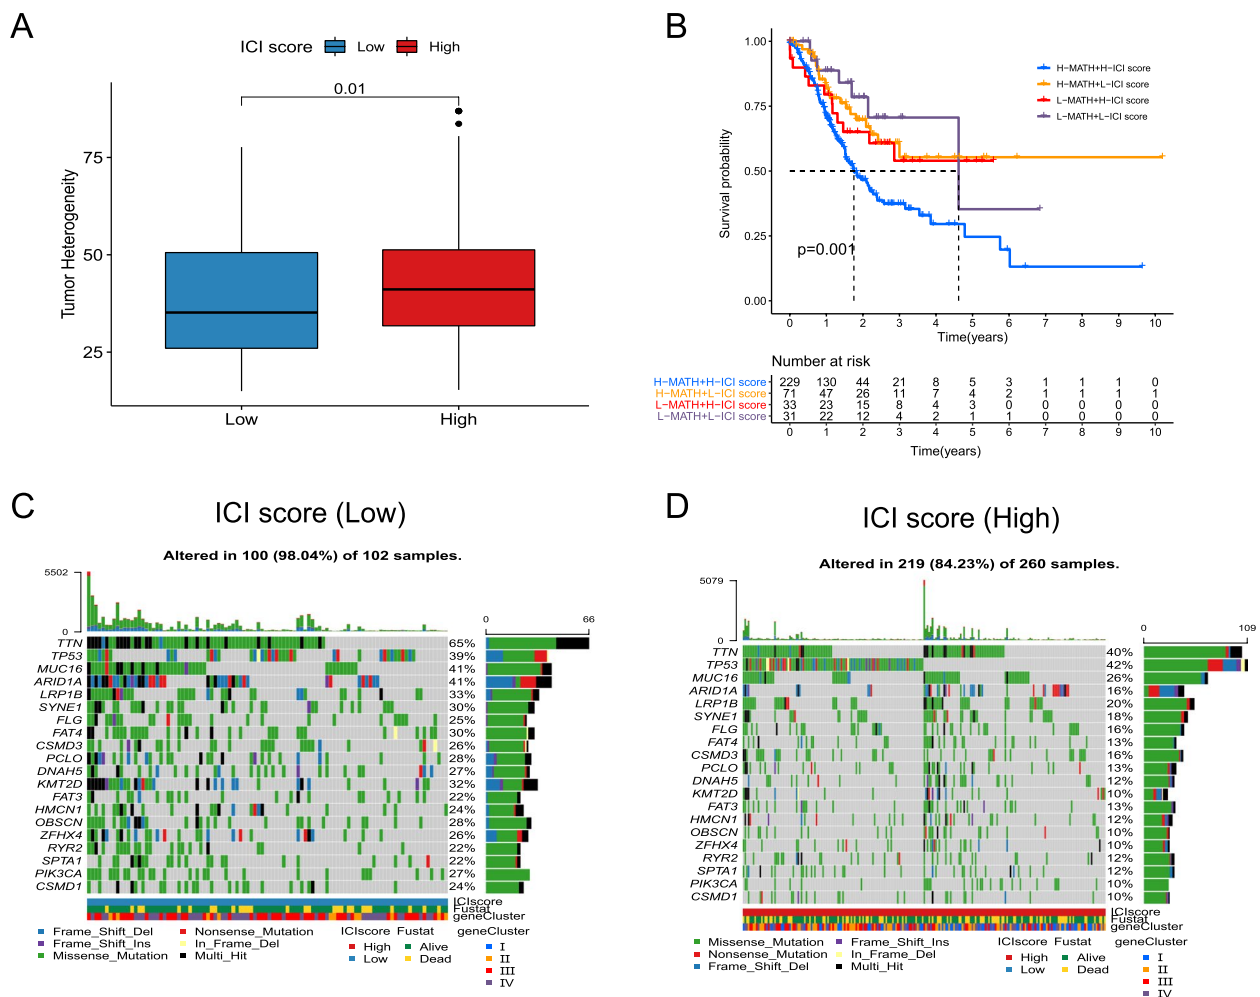 A
ICI score Low High
0.01
Tumor Heterogeneity
75
50
25
Low High
B
1.00
0.75
0.50
0.25
0.00
Survival probability
H−MATH+H−ICI score
H−MATH+L−ICI score
L−MATH+H−ICI score
L−MATH+L−ICI score
p=0.001
0 1 2 3 4 5 6 7 8 9 10
Time(years)
Number at risk
H−MATH+H−ICI score 229 130 44 21 8 5 3 1 1 1 0
H−MATH+L−ICI score 71 47 26 11 7 4 2 1 1 1 1
L−MATH+H−ICI score 33 23 15 8 4 3 0 0 0 0 0
L−MATH+L−ICI score 31 22 12 4 2 1 1 0 0 0 0
0 1 2 3 4 5 6 7 8 9 10
Time(years)
C
ICI score (Low)
Altered in 100 (98.04%) of 102 samples.
5502
0
0 66
TTN 65%
TP53 39%
MUC16 41%
ARID1A 41%
LRP1B 33%
SYNE1 30%
FLG 25%
FAT4 30%
CSMD3 26%
PCLO 28%
DNAH5 27%
KMT2D 32%
FAT3 22%
HMCN1 24%
OBSCN 28%
ZFHX4 26%
RYR2 22%
SPTA1 22%
PIK3CA 27%
CSMD1 24%
ICIscore
Fustat
geneCluster
Frame_Shift_Del Nonsense_Mutation ICIscore Fustat geneCluster
Frame_Shift_Ins In_Frame_Del High Alive I
Missense_Mutation Multi_Hit Low Dead II
III
IV
D
ICI score (High)
Altered in 219 (84.23%) of 260 samples.
5079
0
0 109
TTN 40%
TP53 42%
MUC16 26%
ARID1A 16%
LRP1B 20%
SYNE1 18%
FLG 16%
FAT4 13%
CSMD3 16%
PCLO 13%
DNAH5 12%
KMT2D 10%
FAT3 13%
HMCN1 12%
OBSCN 10%
ZFHX4 10%
RYR2 12%
SPTA1 12%
PIK3CA 10%
CSMD1 10%
ICIscore
Fustat
geneCluster
Missense_Mutation Frame_Shift_Ins ICIscore Fustat geneCluster
Nonsense_Mutation In_Frame_Del High Alive I
Frame_Shift_Del Multi_Hit Low Dead II
III
IV